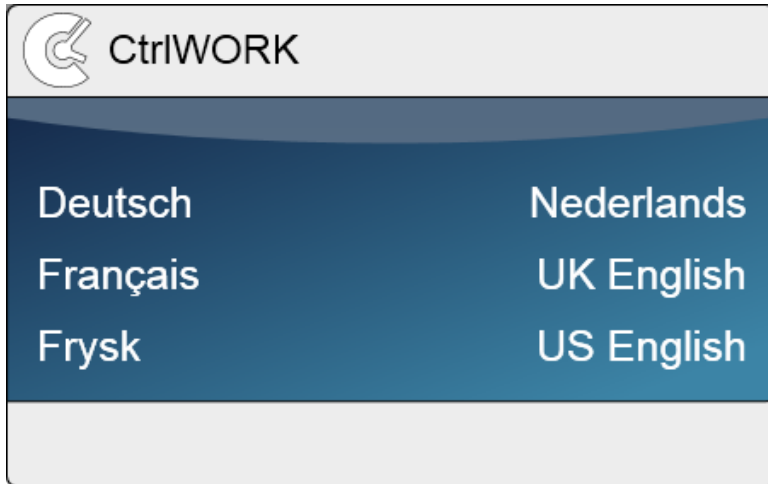 CtrlWORK
Deutsch
Nederlands
Français
UK English
Frysk
US English